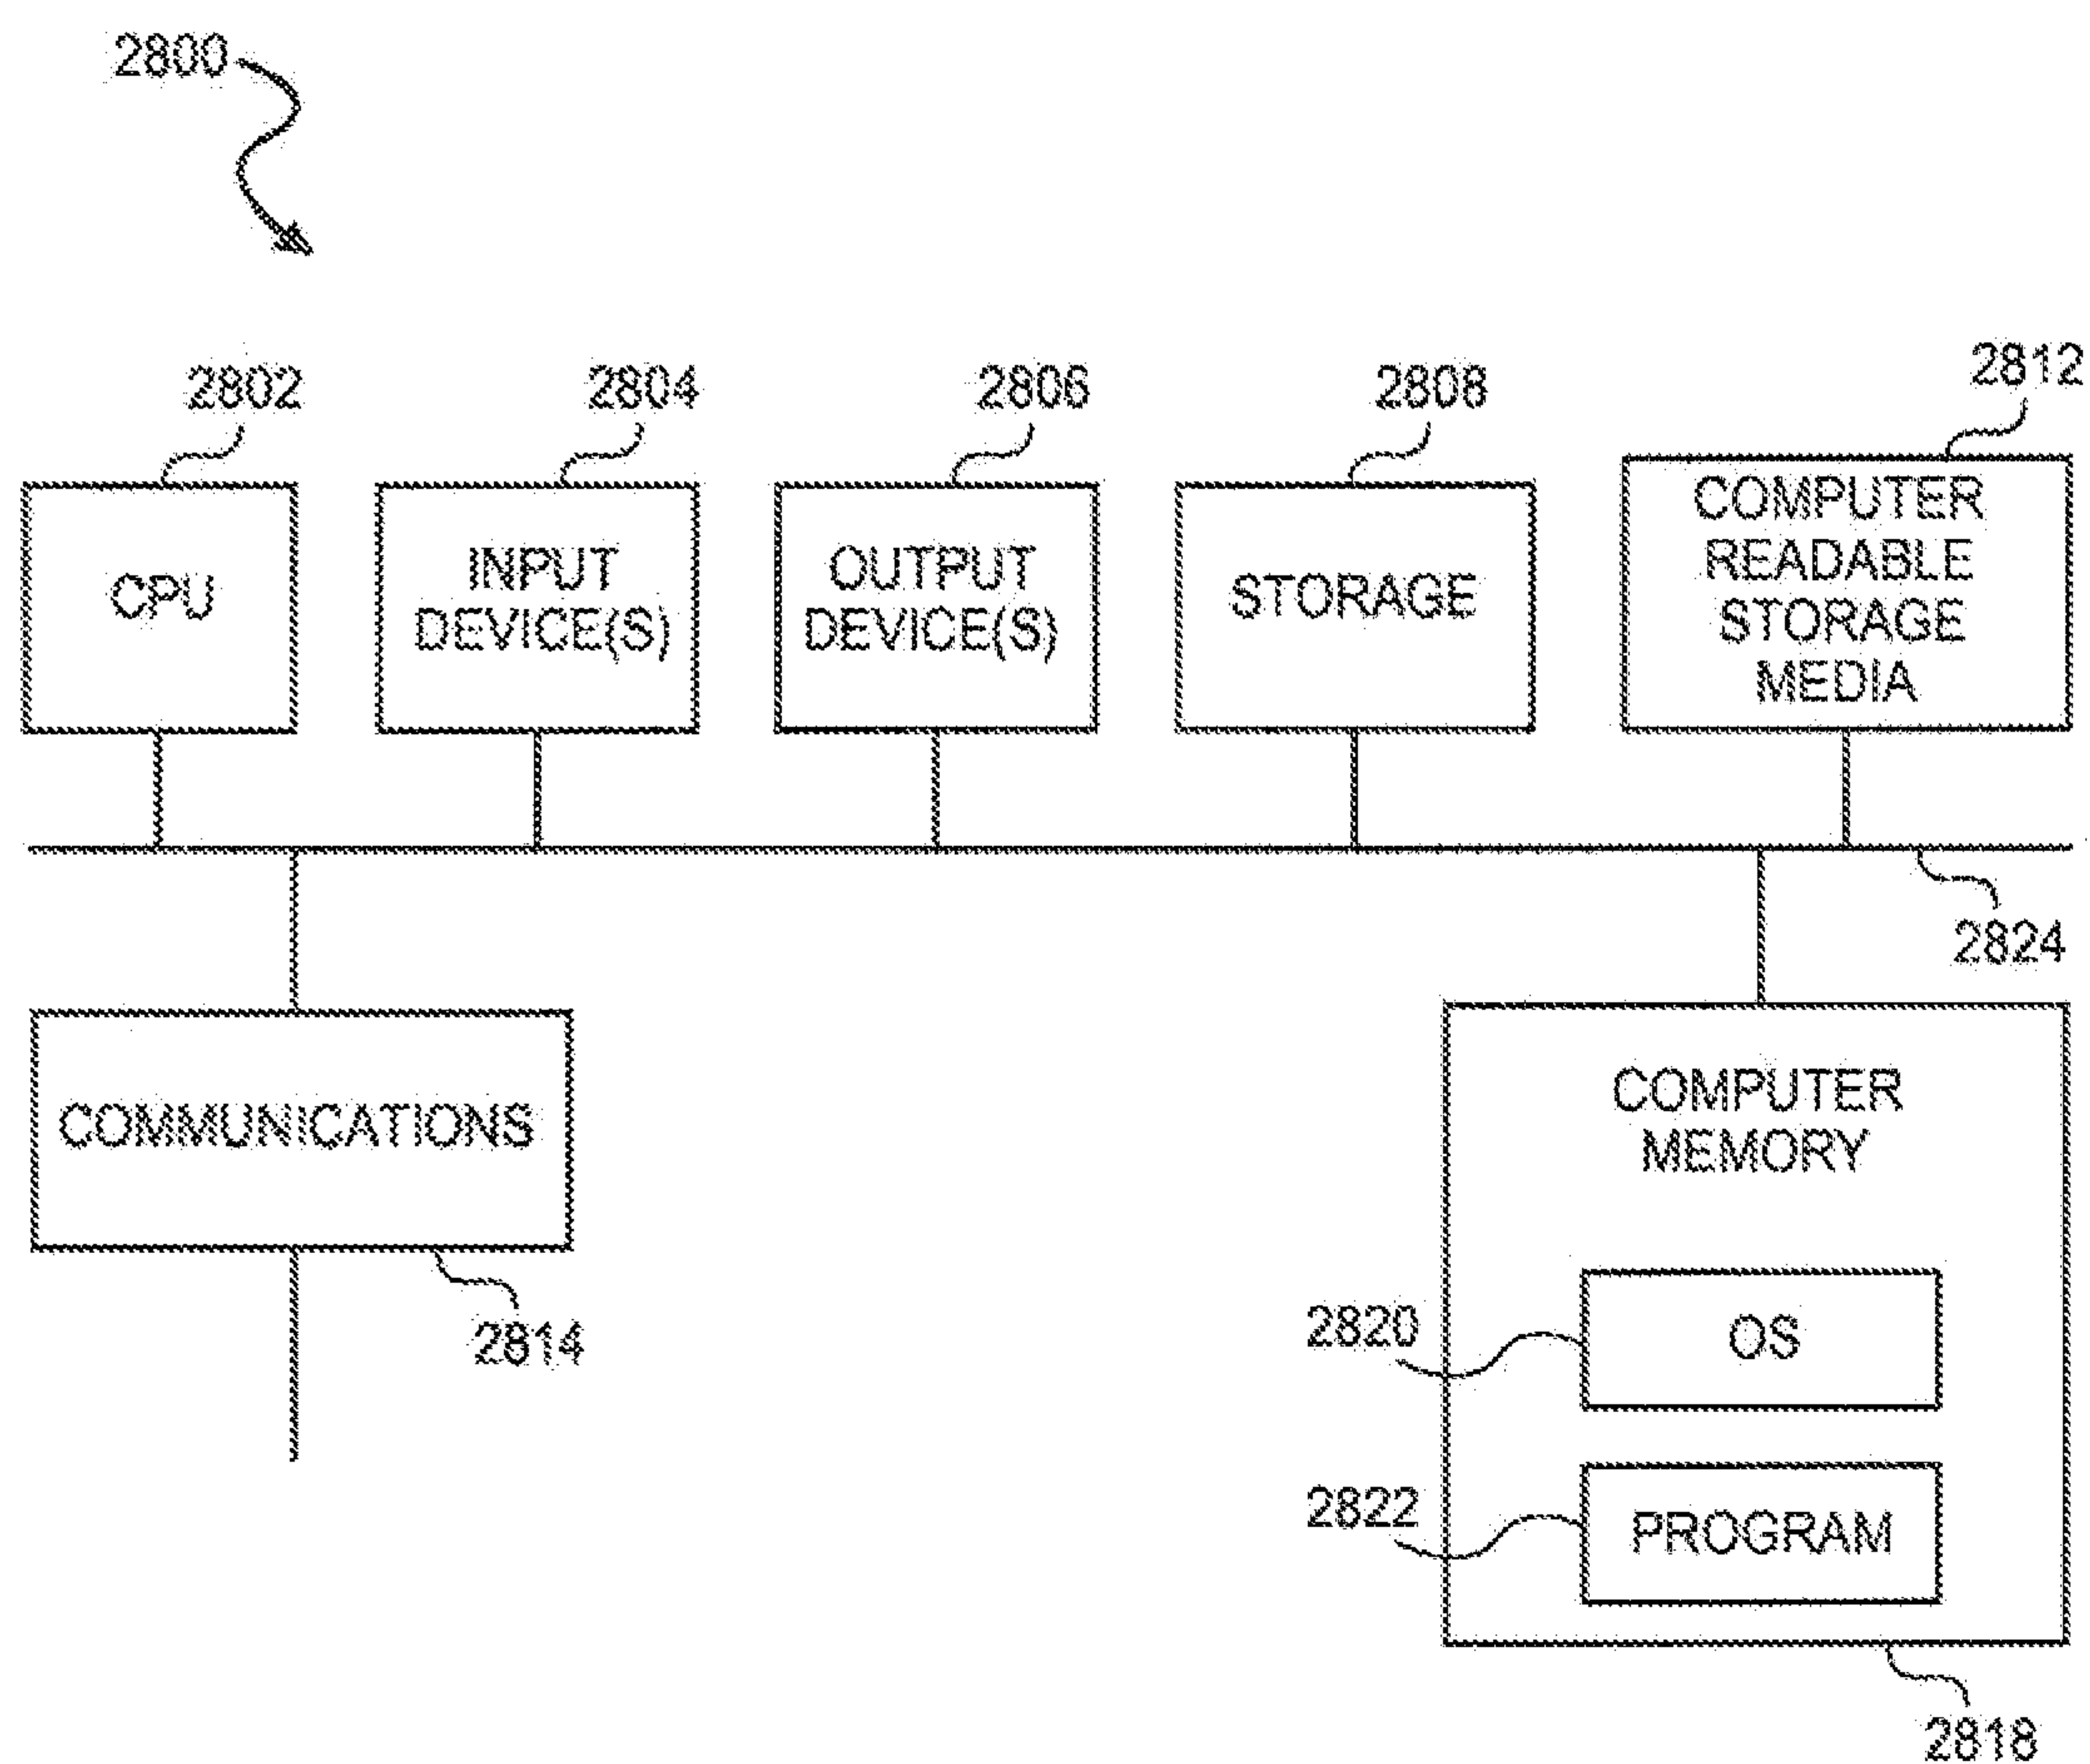 2800
2802
2804
2806
2808
2812
CPU
INPUT
DEVICE(S)
OUTPUT
DEVICE(S)
STORAGE
COMPUTER
READABLE
STORAGE
MEDIA
2824
COMMUNICATIONS
2814
COMPUTER
MEMORY
2820
OS
2822
PROGRAM
2818